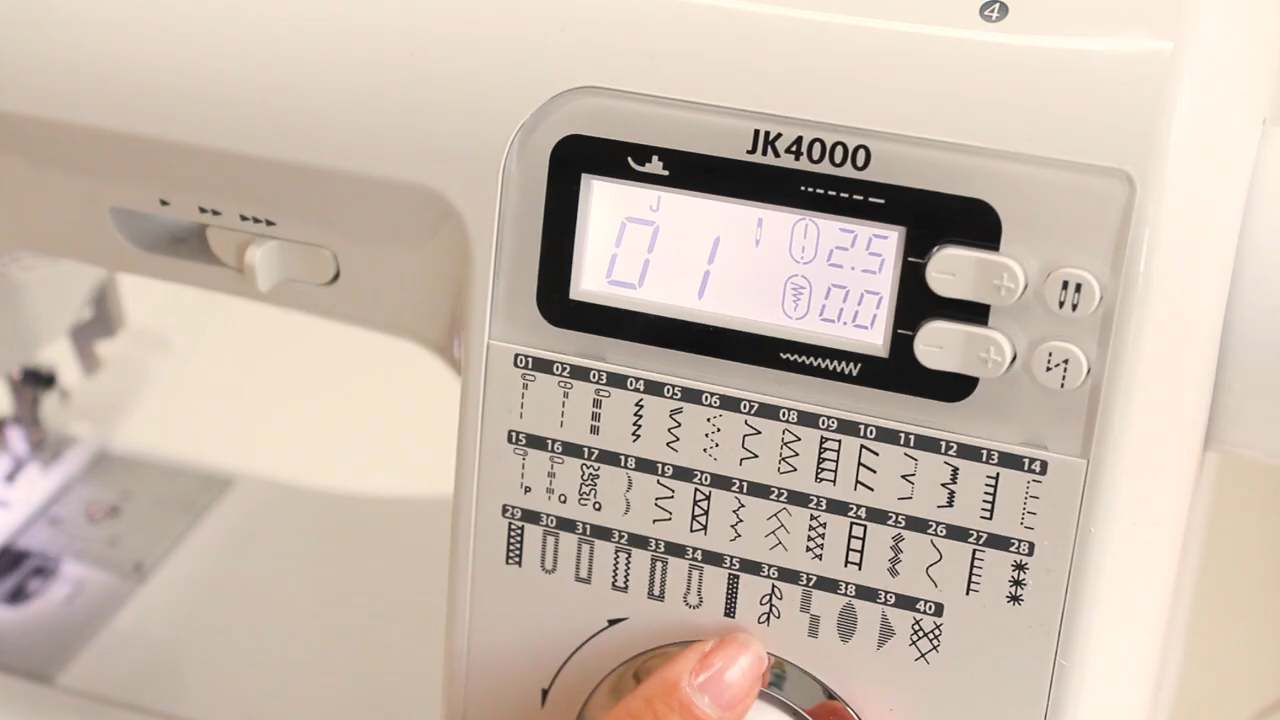 4
JK4000
J
01 2.5
0.0
01 02 03 04 05 06 07 08 09 10 11 12 13 14
15 16 17 18 19 20 21 22 23 24 25 26 27 28
P Q Q
29 30 31 32 33 34 35 36 37 38 39 40